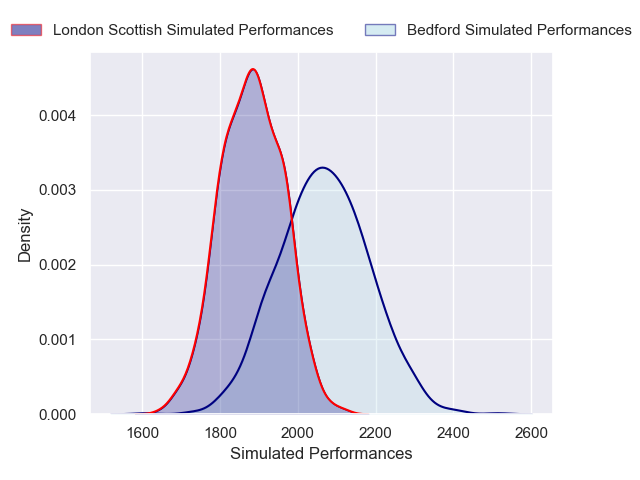 London Scottish Simulated Performances Bedford Simulated Performances
0.004
0.003
0.002
0.001
0.000
Density
1600 1800 2000 2200 2400 2600
Simulated Performances